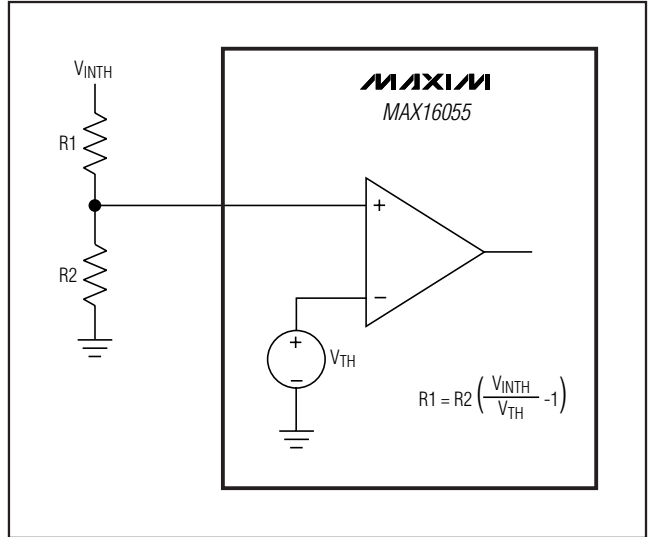 VINTH
MAXIM
MAX16055
R1
+
R2
−
+
VTH
−
R1 = R2 (VINTH/VTH -1)